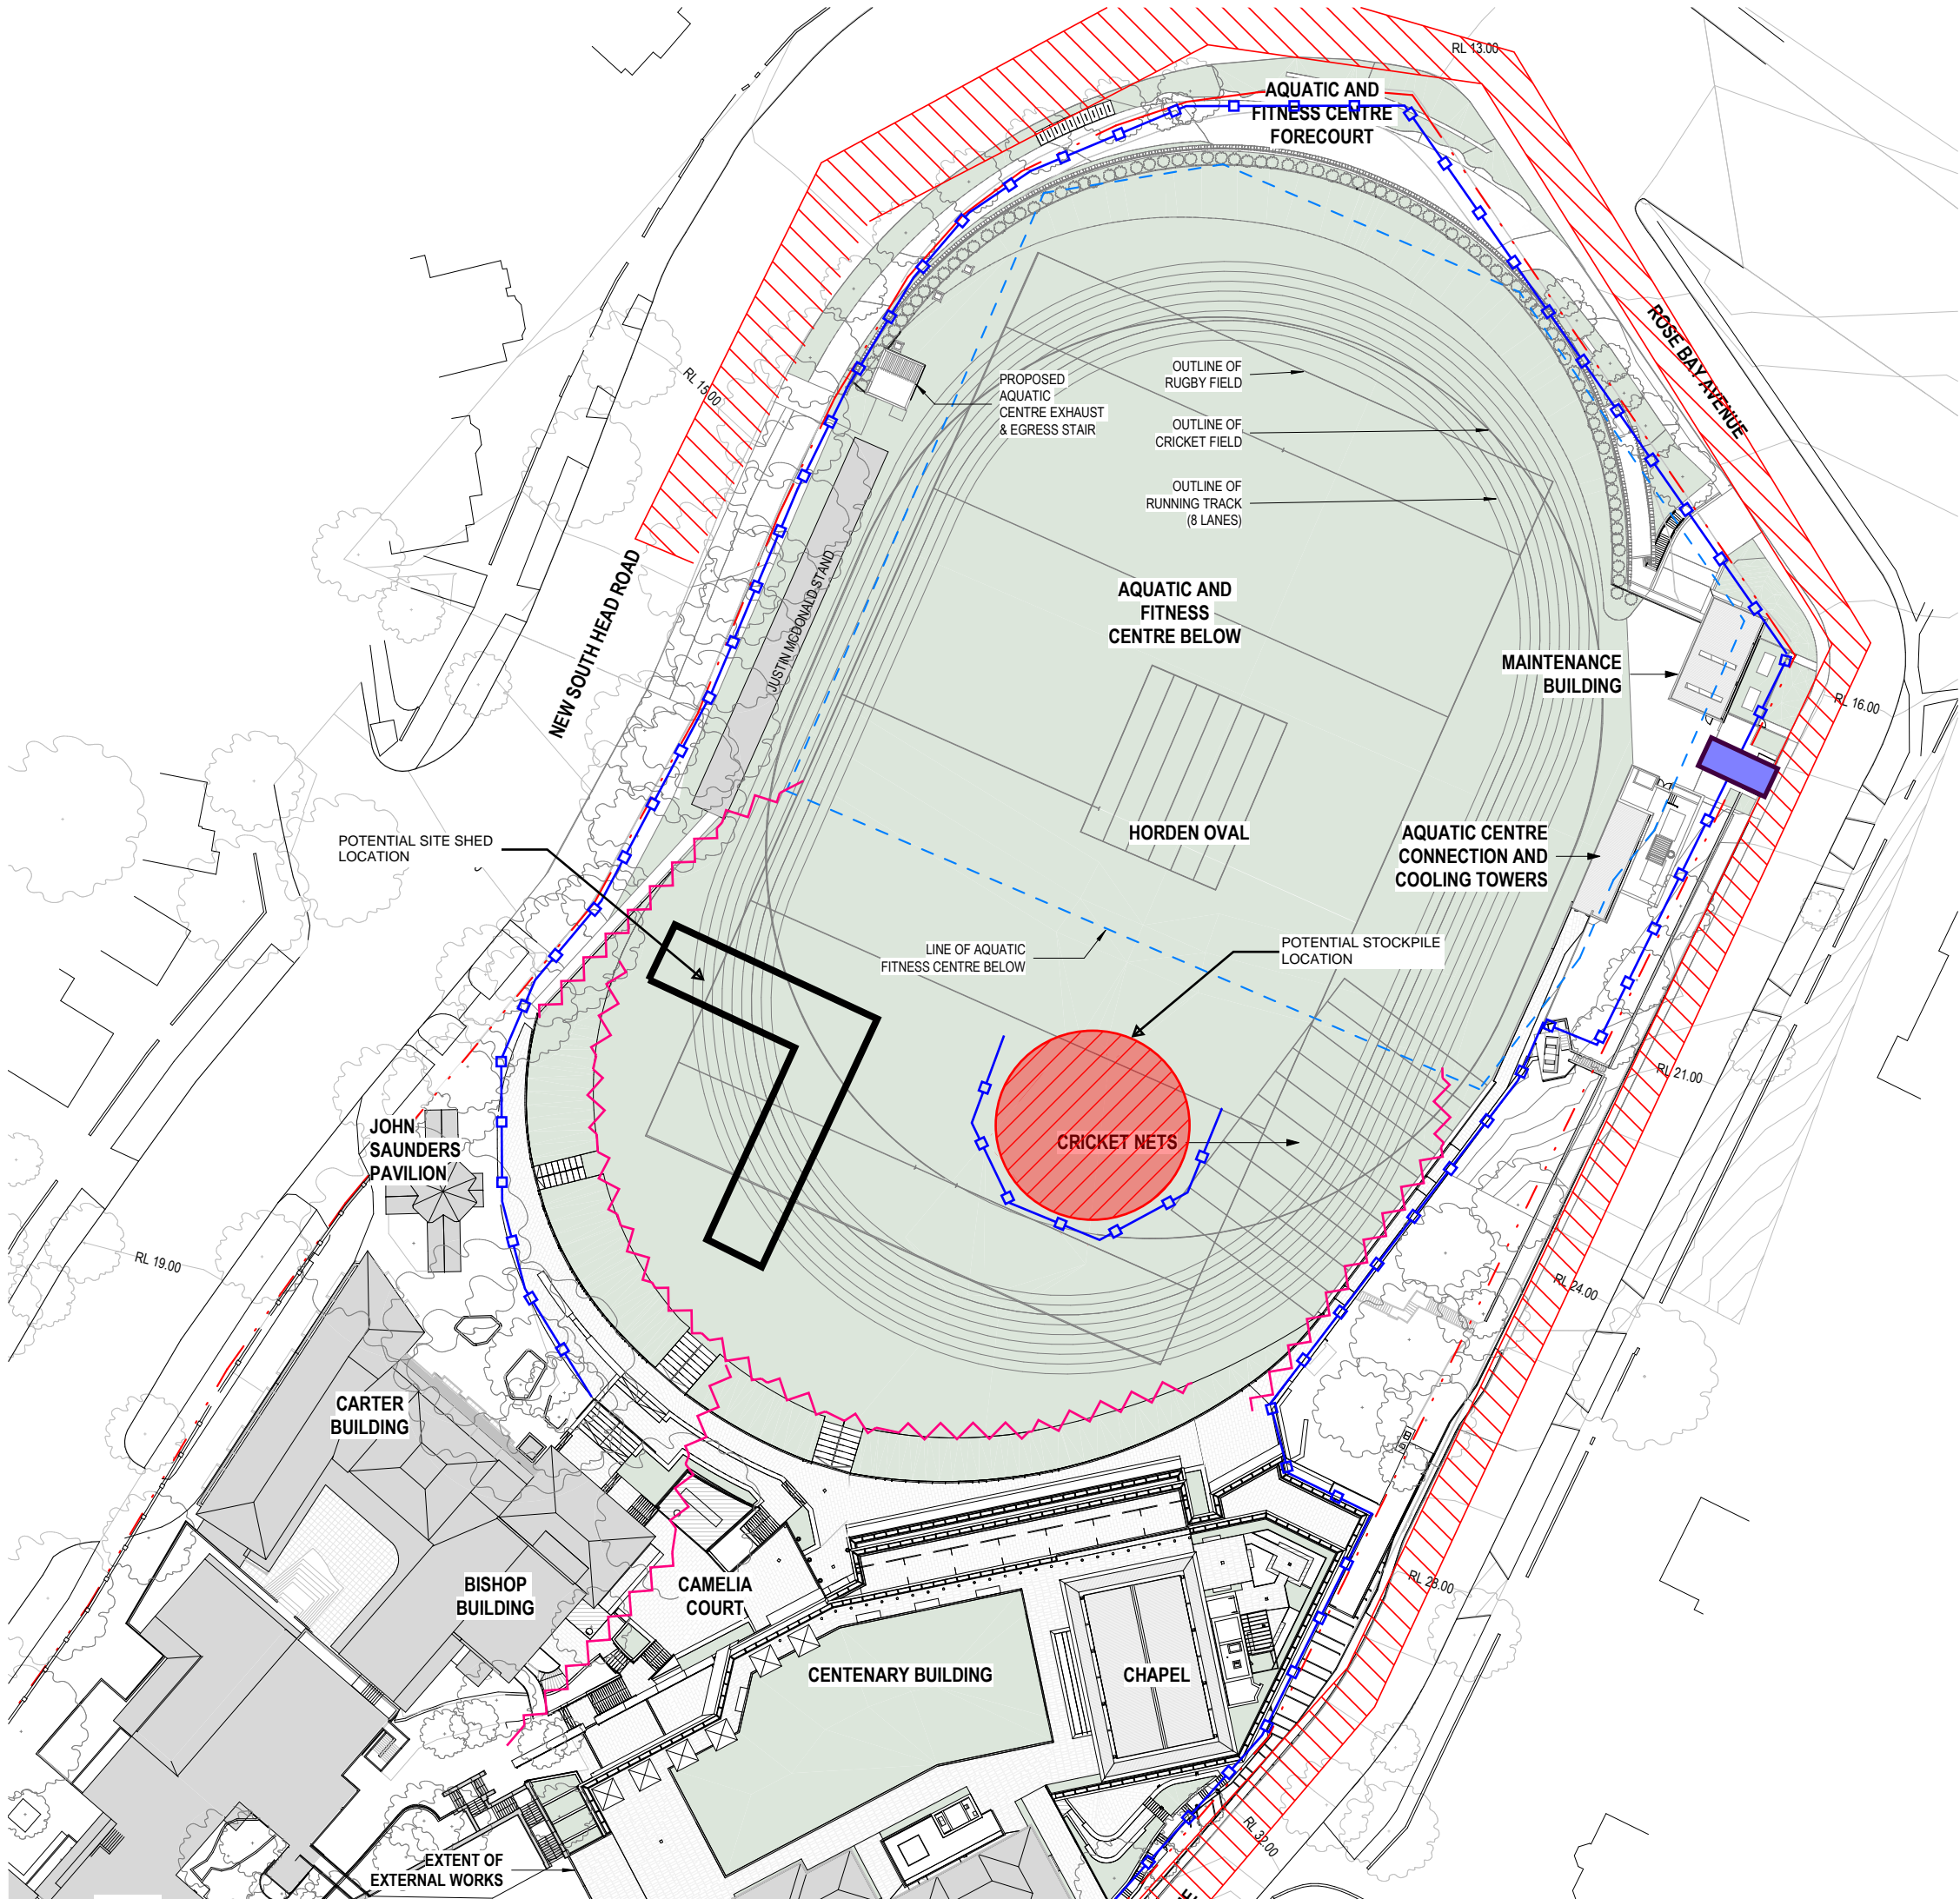 RL 13.00
AQUATIC AND
FITNESS CENTRE
FORECOURT
ROSE BAY AVENUE
RL 15.00
PROPOSED
AQUATIC
CENTRE EXHAUST
& EGRESS STAIR
OUTLINE OF
RUGBY FIELD
OUTLINE OF
CRICKET FIELD
OUTLINE OF
RUNNING TRACK
(8 LANES)
NEW SOUTH HEAD ROAD
JUSTIN MCDONALD STAND
AQUATIC AND
FITNESS
CENTRE BELOW
MAINTENANCE
BUILDING
RL 16.00
POTENTIAL SITE SHED
LOCATION
HORDEN OVAL
AQUATIC CENTRE
CONNECTION AND
COOLING TOWERS
LINE OF AQUATIC
FITNESS CENTRE BELOW
POTENTIAL STOCKPILE
LOCATION
RL 21.00
JOHN
SAUNDERS
PAVILION
CRICKET NETS
RL 19.00
RL 24.00
CARTER
BUILDING
BISHOP
BUILDING
CAMELIA
COURT
RL 28.00
CENTENARY BUILDING
CHAPEL
RL 32.00
EXTENT OF
EXTERNAL WORKS